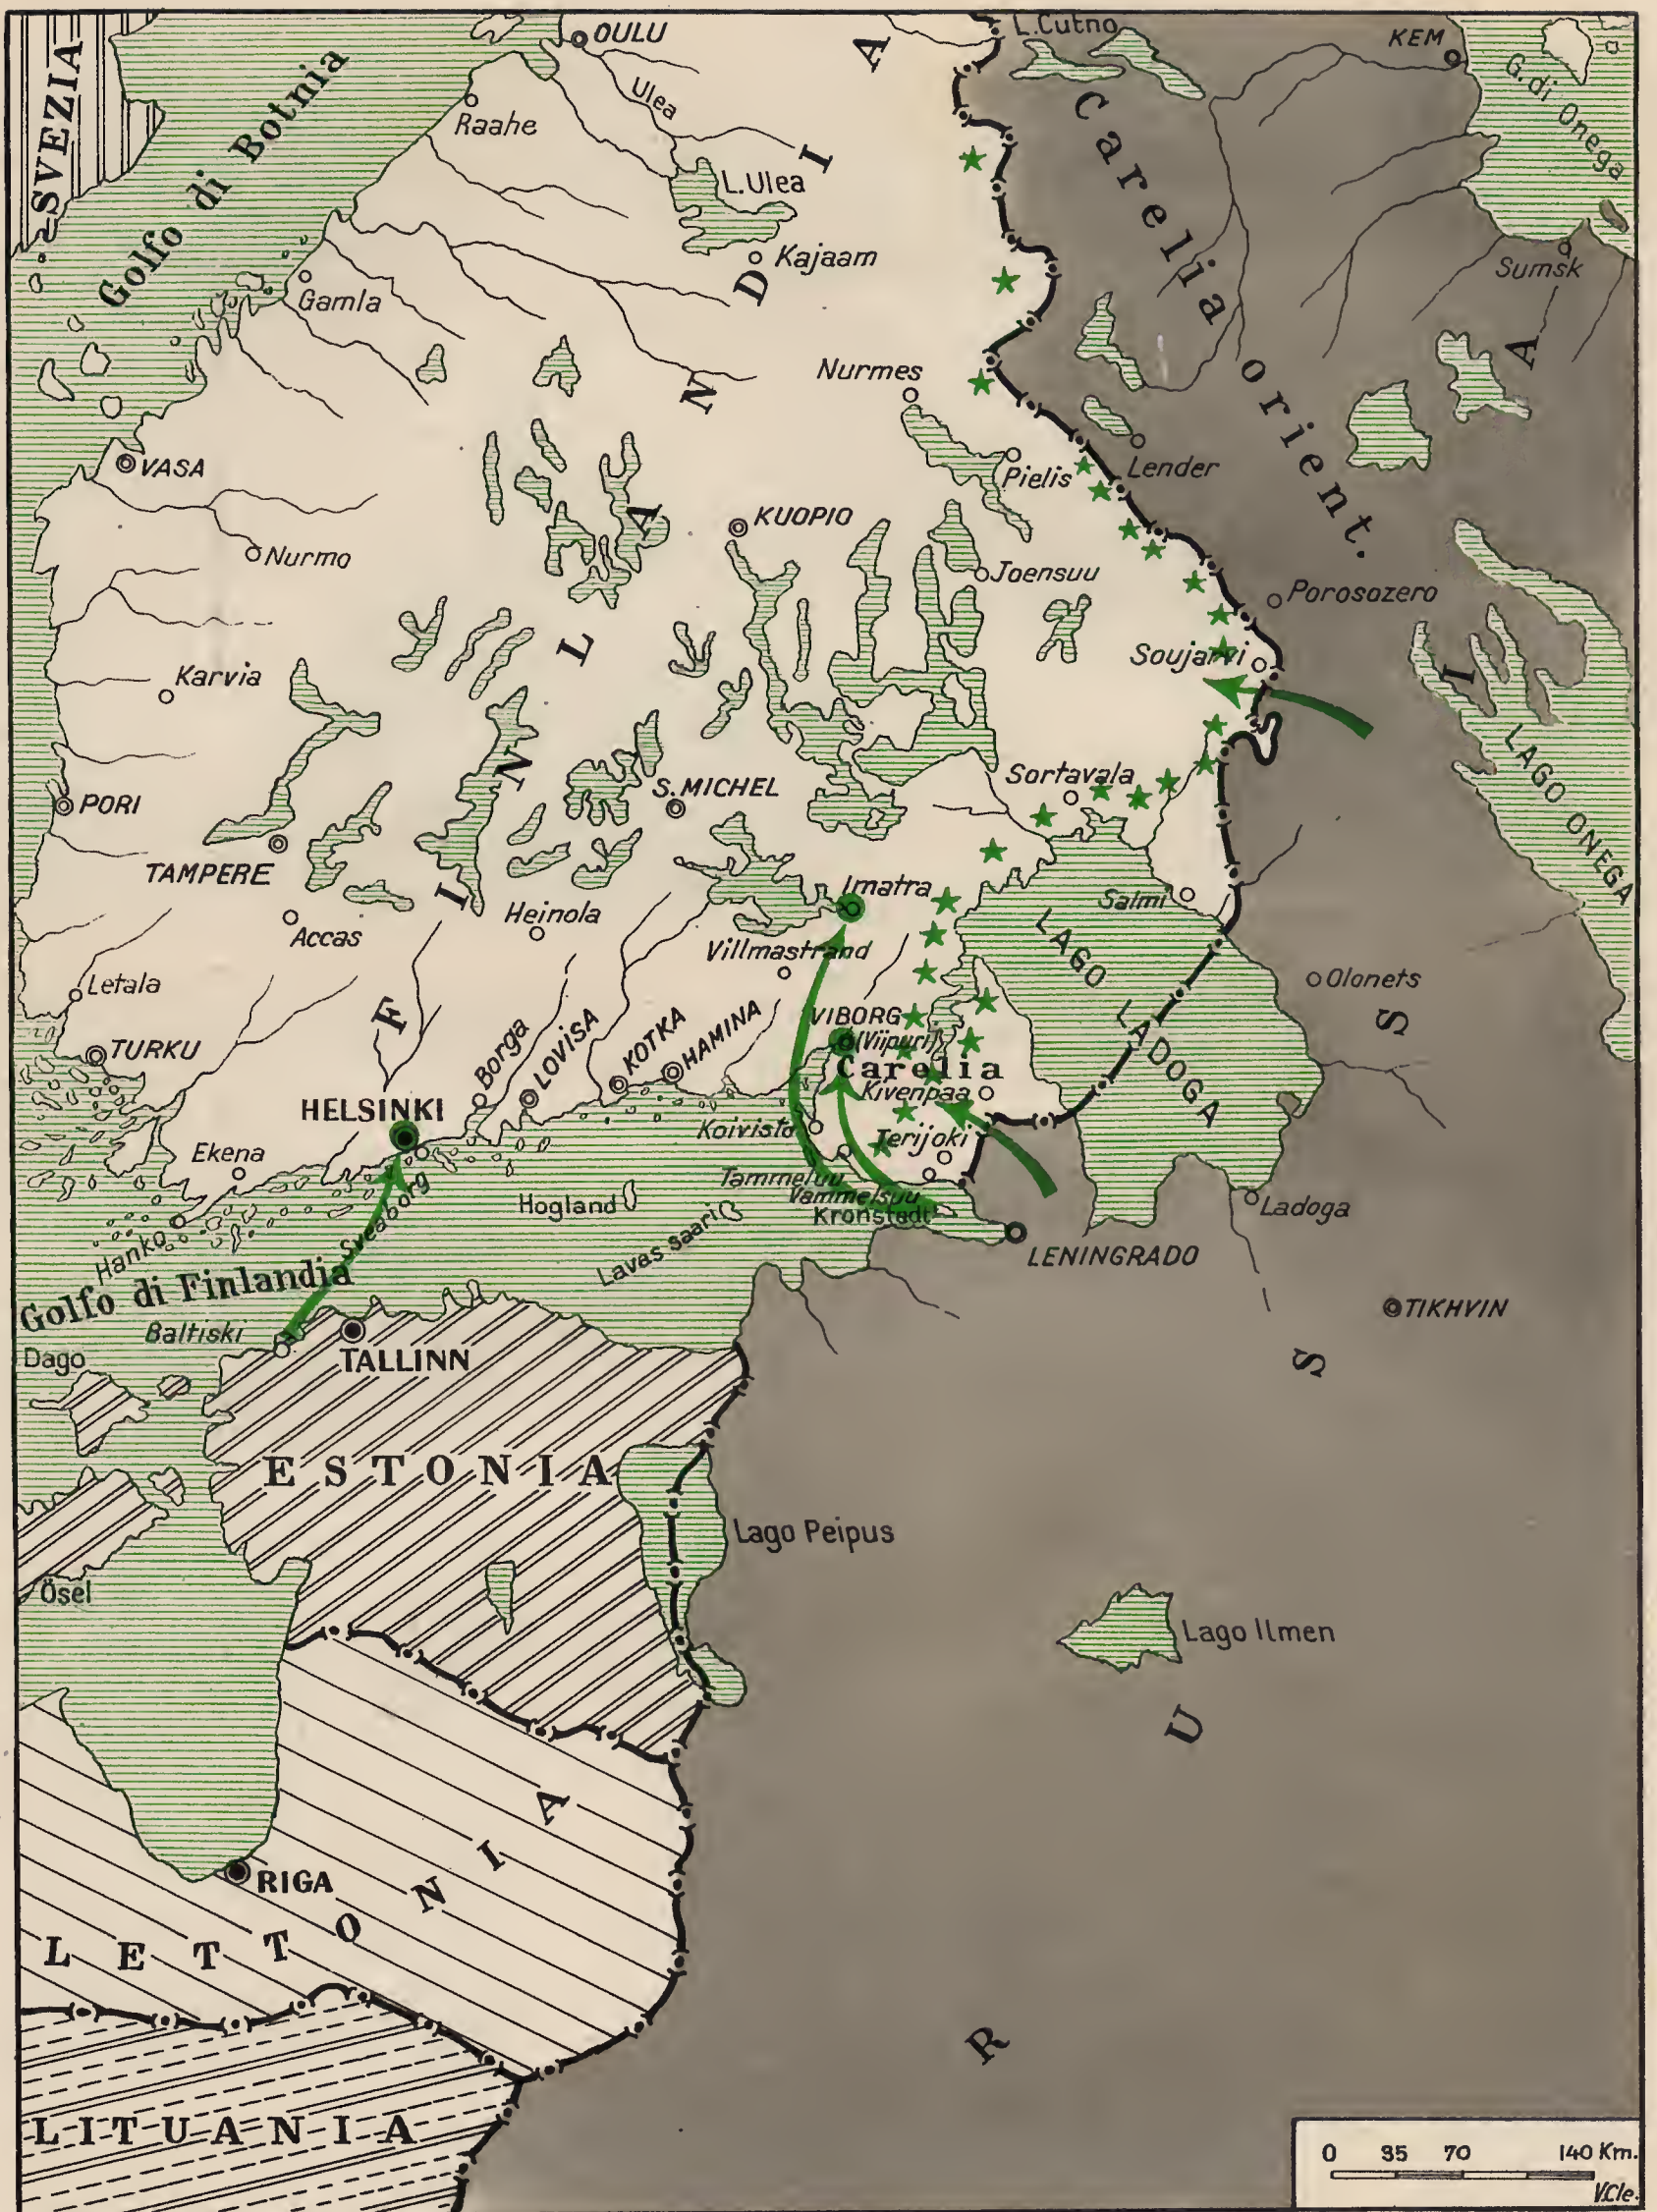 SVEZIA
Golfo di Botnia
OULU
Ulea
Raahe
L.Ulea
Kajaam
Gamla
L.Cutno
KEM
G.di Onega
Sumsk
Carelia orient.
FINLANDIA
Nurmes
Pielis
Lender
VASA
Nurmo
KUOPIO
Joensuu
Porosozero
Karvia
Soujarvi
LAGO ONEGA
PORI
S.MICHEL
Sortavala
TAMPERE
Accas
Heinola
Imatra
Salmi
Villmastrand
LAGO LADOGA
Olonets
Letala
TURKU
Borga
LOVISA
KOTKA
HAMINA
VIBORG
(Viipuri)
Carelia
Kivenpaa
HELSINKI
Koivisto
Terijoki
Ekena
Tammeluu
Vammelsuu
Kronstedt
Hogland
Lavas saari
Hanko
Sveaborg
Ladoga
LENINGRADO
Golfo di Finlandia
TIKHVIN
Baltiski
Dago
TALLINN
ESTONIA
Lago Peipus
Ösel
Lago Ilmen
RUSSIA
RIGA
LETTONIA
LITUANIA
0 35 70 140 Km.
V.Cle.